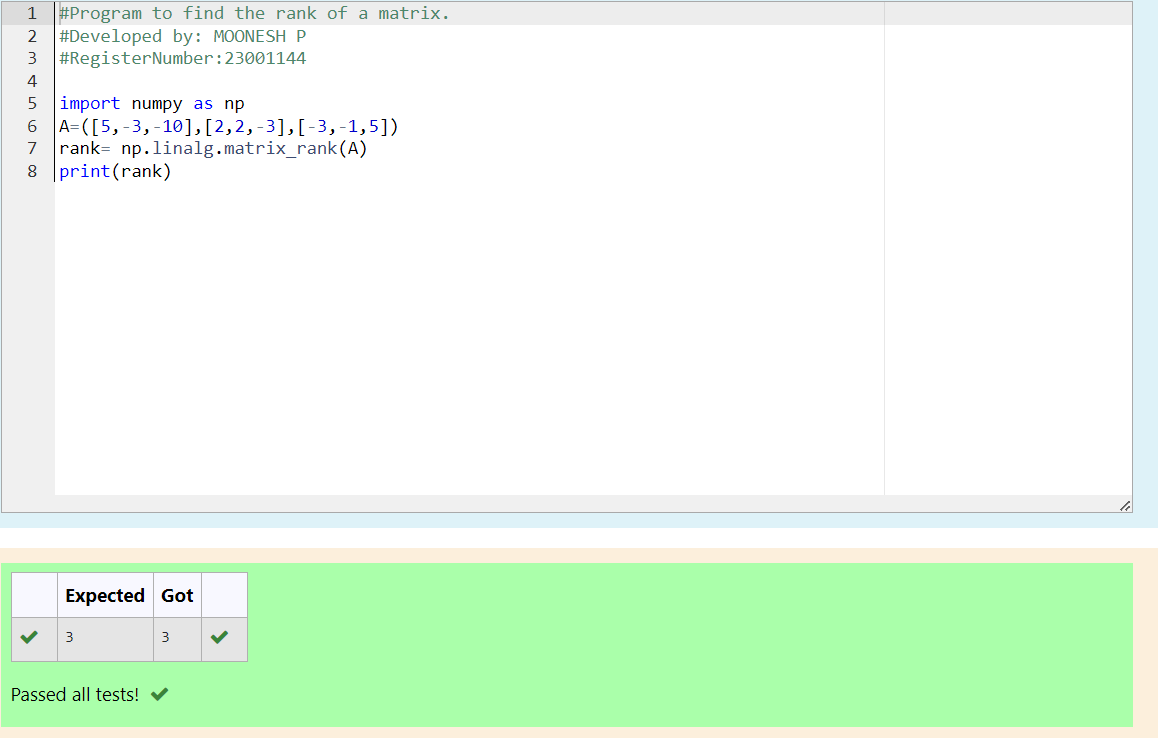 1 #Program to find the rank of a matrix.
2 #Developed by: MOONESH P
3 #RegisterNumber:23001144
4
5 import numpy as np
6 A=([5,-3,-10],[2,2,-3],[-3,-1,5])
7 rank= np.linalg.matrix_rank(A)
8 print(rank)
Expected Got
3 3
Passed all tests!